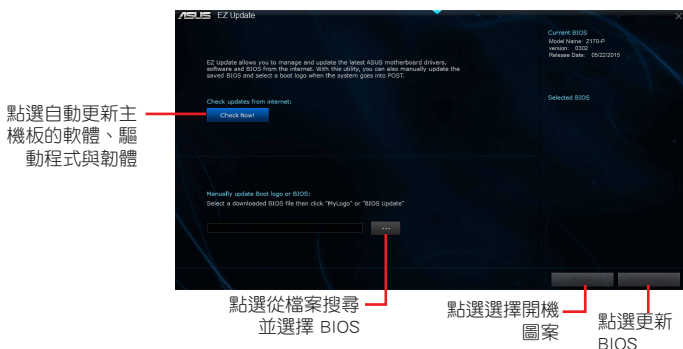 ASUS EZ Update
Current BIOS
Model Name: Z170-P
version: 0302
Release Date: 05/22/2015
EZ Update allows you to manage and update the latest ASUS motherboard drivers,
software and BIOS from the internet. With this utility, you can also manually update the
saved BIOS and select a boot logo when the system goes into POST.
Check updates from internet:
Selected BIOS
Check Now!
點選自動更新主
機板的軟體、驅
動程式與韌體
Manually update Boot logo or BIOS:
Select a downloaded BIOS file then click "MyLogo" or "BIOS Update"
...
點選從檔案搜尋
並選擇 BIOS
點選選擇開機
圖案
點選更新
BIOS